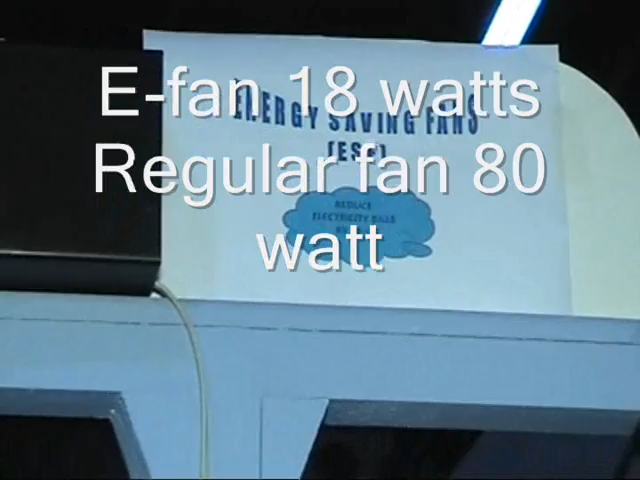 E-fan 18 watts
Regular fan 80
watt
ENERGY SAVING FANS
(ESF)
REDUCE
ELECTRICITY BILLS